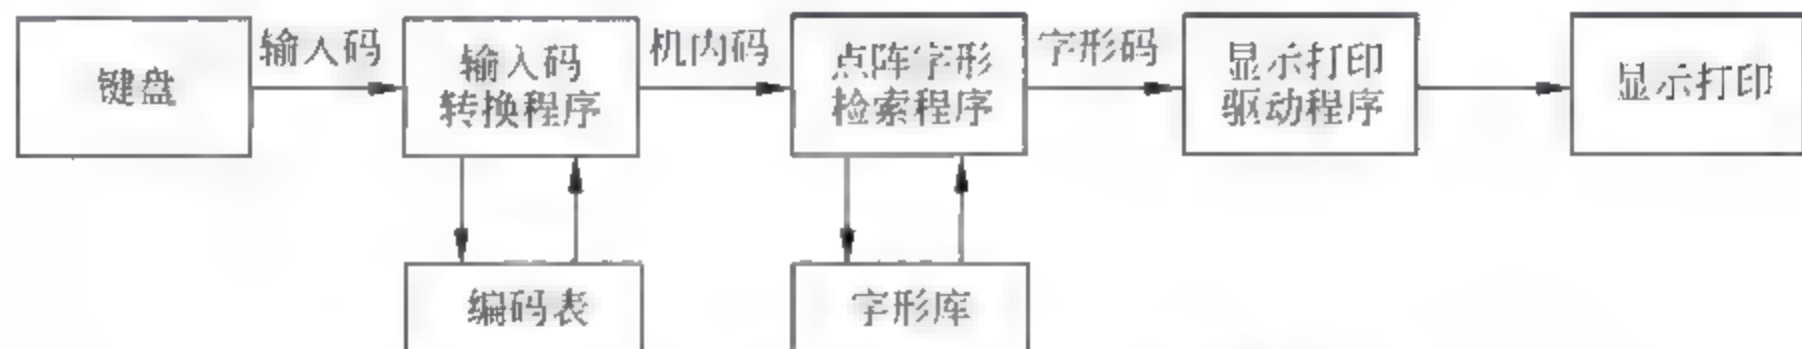 键盘
输入码
输入码
转换程序
机内码
点阵字形
检索程序
字形码
显示打印
驱动程序
显示打印
编码表
字形库